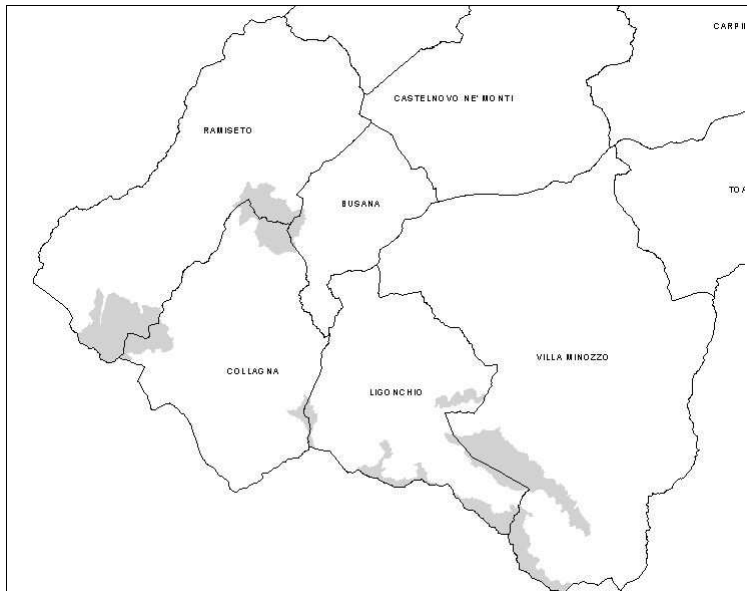 CARPI
CASTELNOVO NE' MONTI
RAMISETO
TOA
BUSANA
VILLA MINOZZO
COLLAGNA
LIGONCHIO